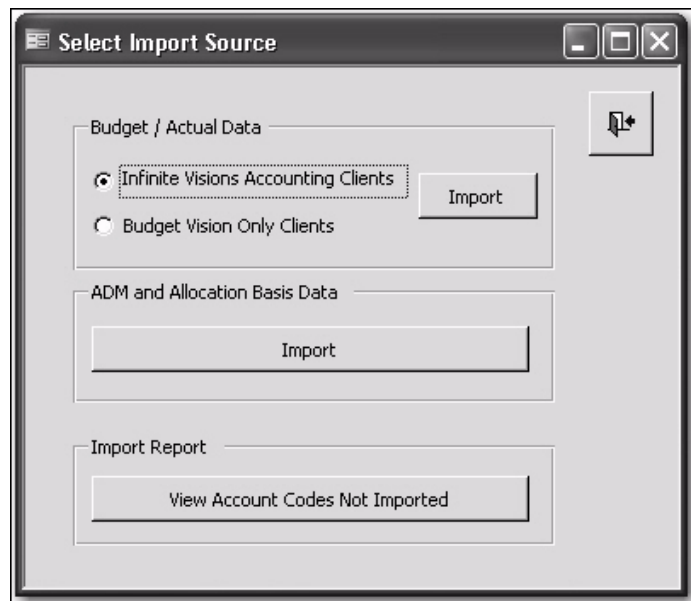 Select Import Source
Budget / Actual Data
Infinite Visions Accounting Clients
Import
Budget Vision Only Clients
ADM and Allocation Basis Data
Import
Import Report
View Account Codes Not Imported